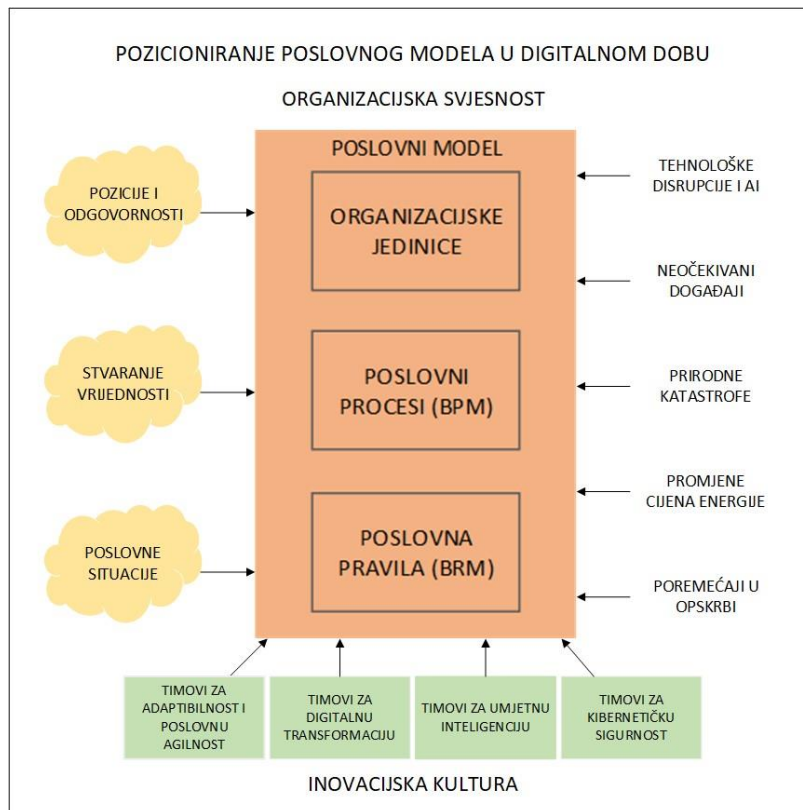 POZICIONIRANJE POSLOVNOG MODELA U DIGITALNOM DOBU
ORGANIZACIJSKA SVJESNOST
POZICIJE I
ODGOVORNOSTI
STVARANJE
VRIJEDNOSTI
POSLOVNE
SITUACIJE
POSLOVNI MODEL
ORGANIZACIJSKE
JEDINICE
POSLOVNI
PROCESI (BPM)
POSLOVNA
PRAVILA (BRM)
TEHNOLOŠKE
DISRUPCIJE I AI
NEOČEKIVANI
DOGAĐAJI
PRIRODNE
KATASTROFE
PROMJENE
CIJENA ENERGIJE
POREMEĆAJI U
OPSKRBI
TIMOVI ZA
ADAPTIBILNOST I
POSLOVNU
AGILNOST
TIMOVI ZA
DIGITALNU
TRANSFORMACIJU
TIMOVI ZA UMJETNU
INTELIGENCIJU
TIMOVI ZA
KIBERNETIČKU
SIGURNOST
INOVACIJSKA KULTURA